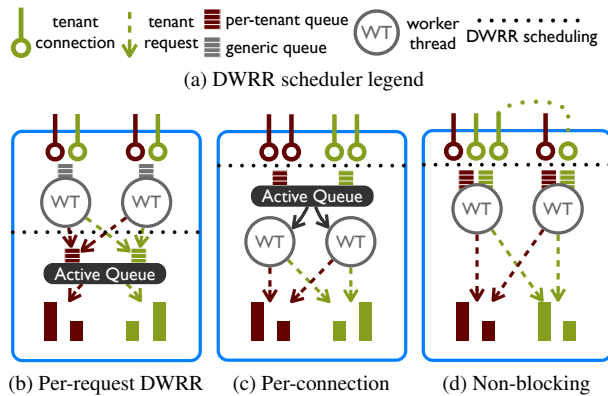 tenant connection
tenant request
per-tenant queue
generic queue
WT
worker thread
DWRR scheduling
(a) DWRR scheduler legend
WT WT
Active Queue
Active Queue
WT WT
WT WT
(b) Per-request DWRR (c) Per-connection (d) Non-blocking